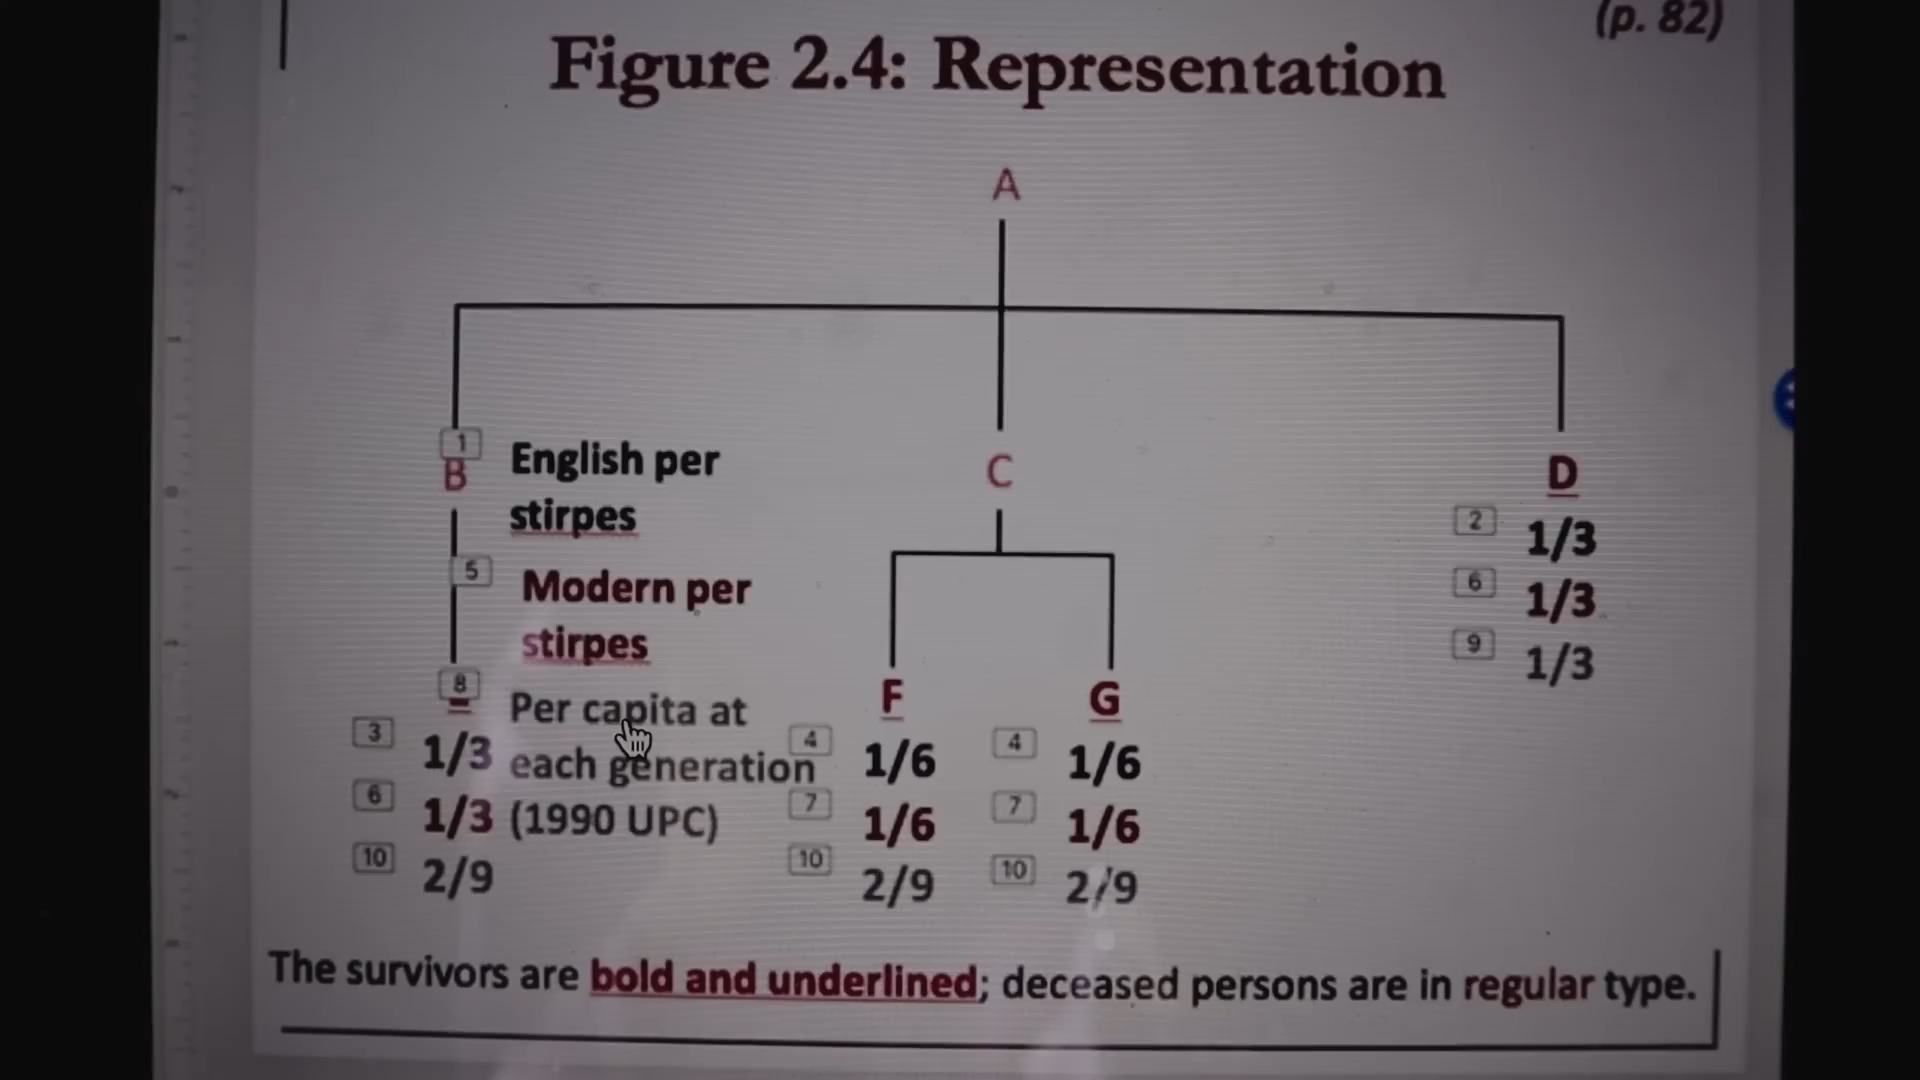 (p. 82)
Figure 2.4: Representation
A
1
B
English per
stirpes
C
D
2
1/3
5
Modern per
stirpes
6
1/3
9
1/3
8
Per capita at
each generation
(1990 UPC)
F
G
3
1/3
4
1/6
4
1/6
6
1/3
7
1/6
7
1/6
10
2/9
10
2/9
10
2/9
The survivors are bold and underlined; deceased persons are in regular type.